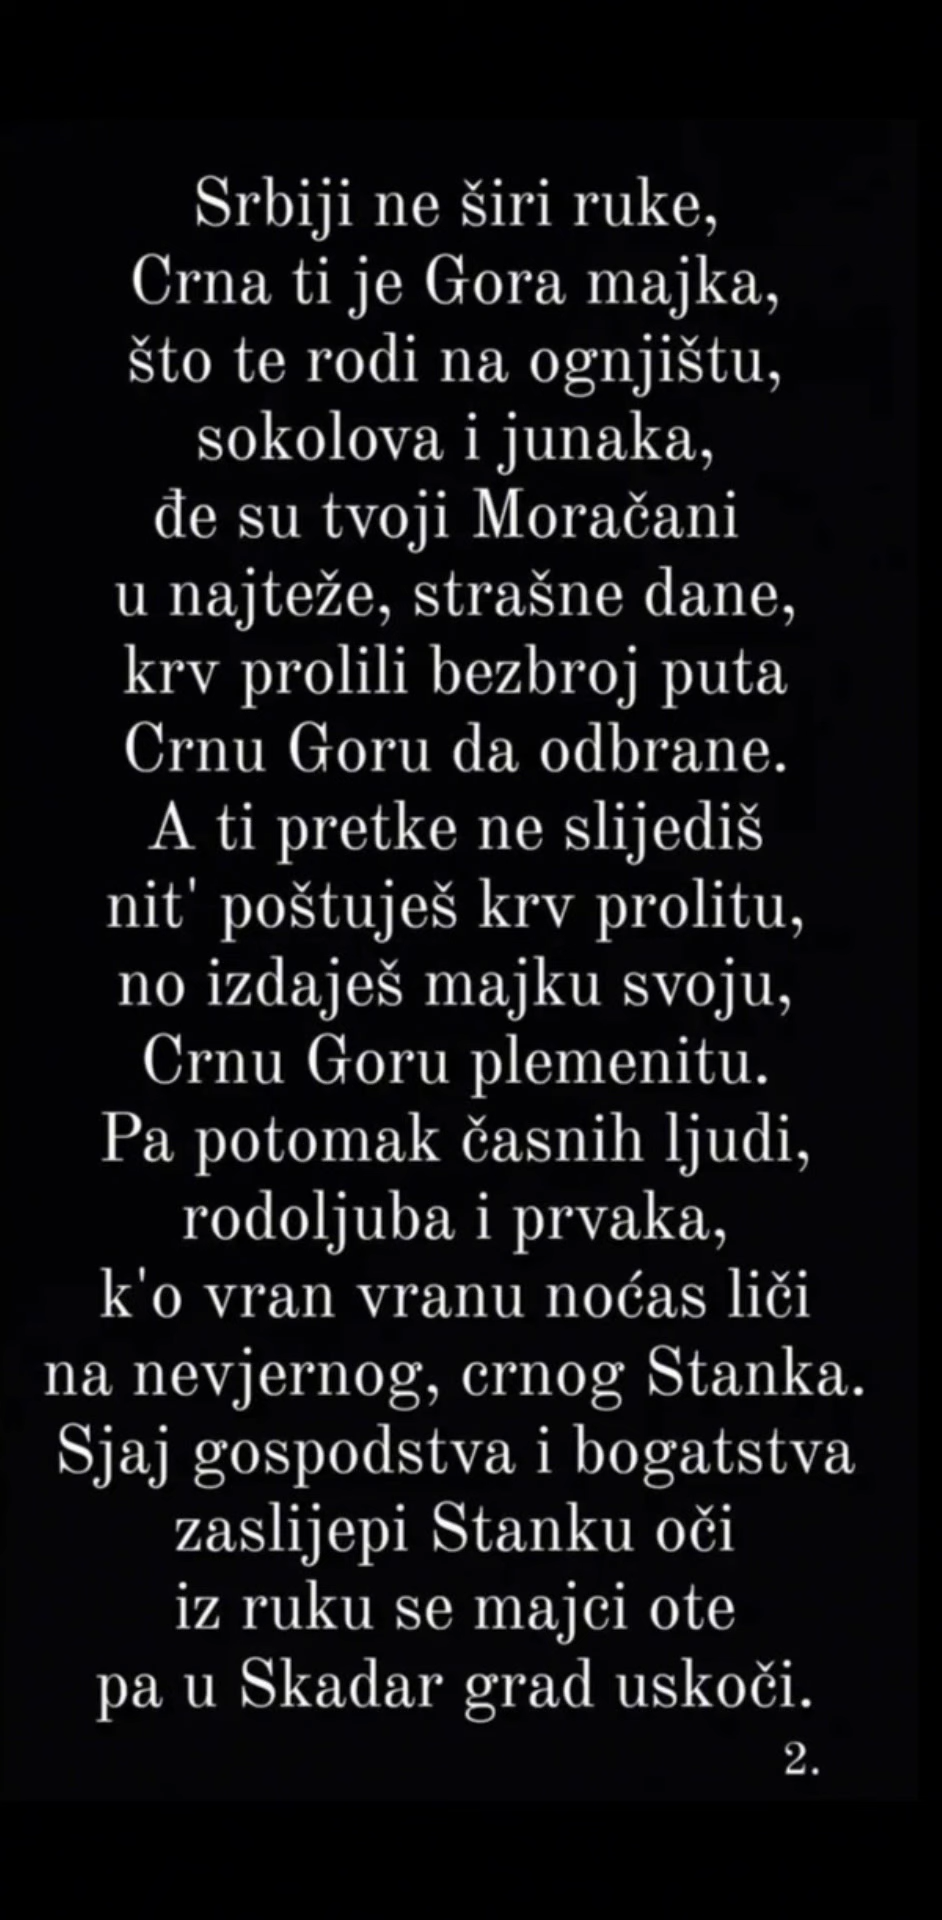 Srbiji ne širi ruke,
Crna ti je Gora majka,
što te rodi na ognjištu,
sokolova i junaka,
đe su tvoji Moračani
u najteže, strašne dane,
krv prolili bezbroj puta
Crnu Goru da odbrane.
A ti pretke ne slijediš
nit' poštuješ krv prolitu,
no izdaješ majku svoju,
Crnu Goru plemenitu.
Pa potomak časnih ljudi,
rodoljuba i prvaka,
k'o vran vranu noćas liči
na nevjernog, crnog Stanka.
Sjaj gospodstva i bogatstva
zaslijepi Stanku oči
iz ruku se majci ote
pa u Skadar grad uskoči.
2.